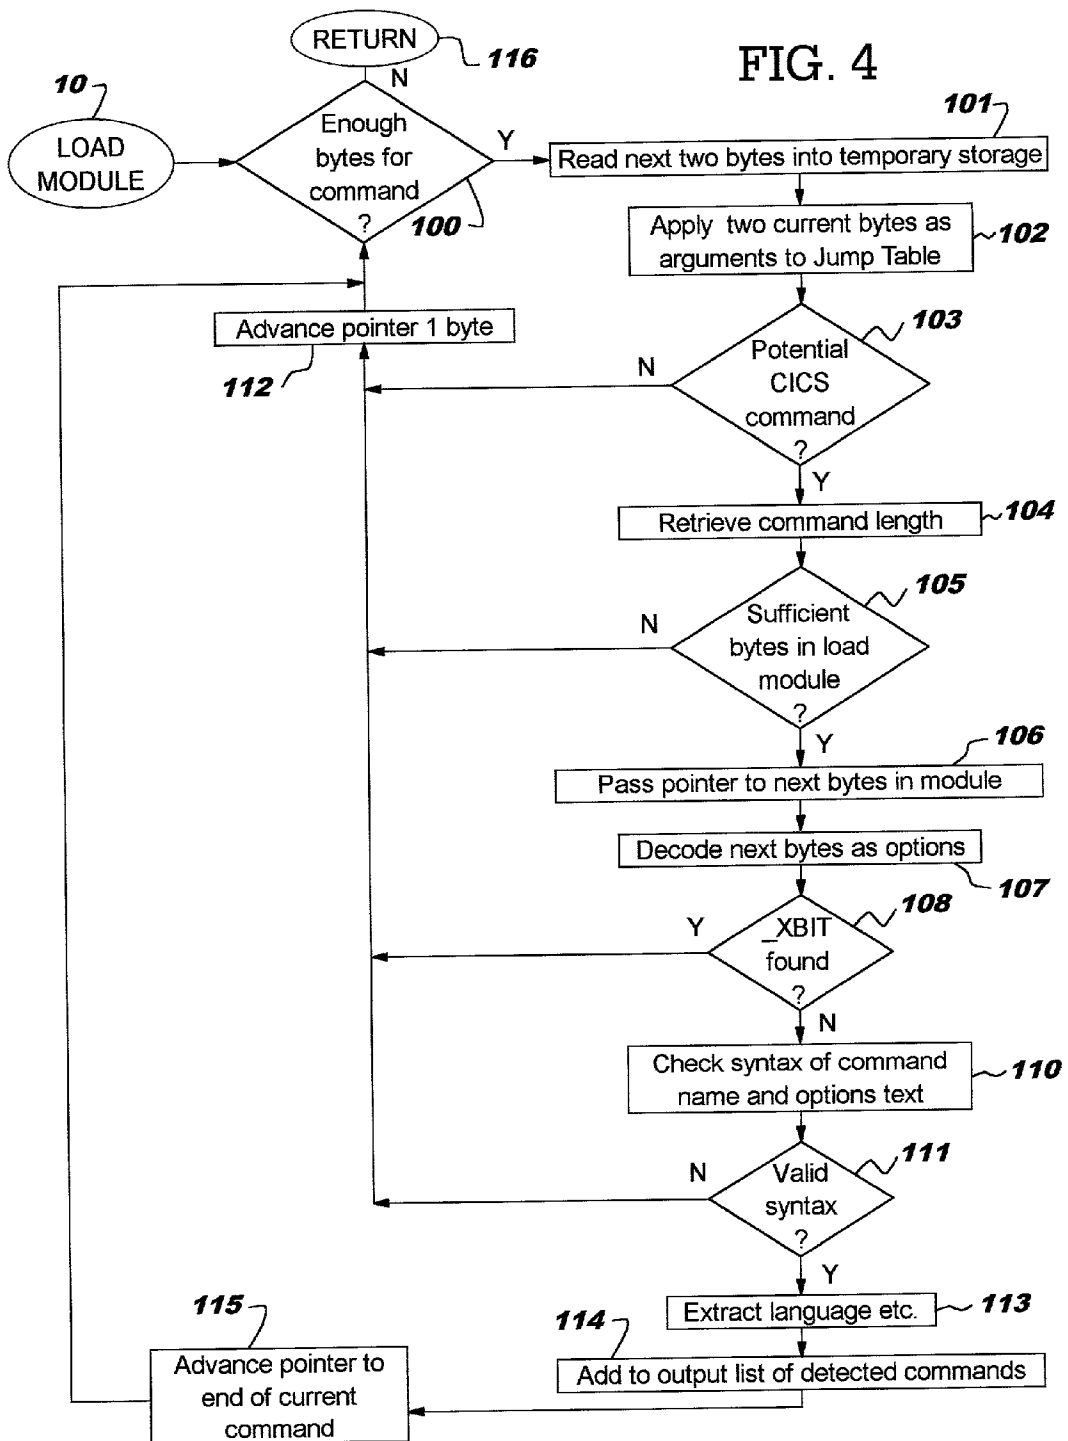 RETURN
116
FIG. 4
10
LOAD
MODULE
N
Enough
bytes for
command
?
100
Y
101
Read next two bytes into temporary storage
Apply two current bytes as
arguments to Jump Table
102
Advance pointer 1 byte
112
103
Potential
CICS
command
?
N
Y
Retrieve command length
104
105
Sufficient
bytes in load
module
?
N
Y
106
Pass pointer to next bytes in module
Decode next bytes as options
107
108
_XBIT
found
?
Y
N
Check syntax of command
name and options text
110
111
Valid
syntax
?
N
Y
Extract language etc.
113
114
Add to output list of detected commands
115
Advance pointer to
end of current
command